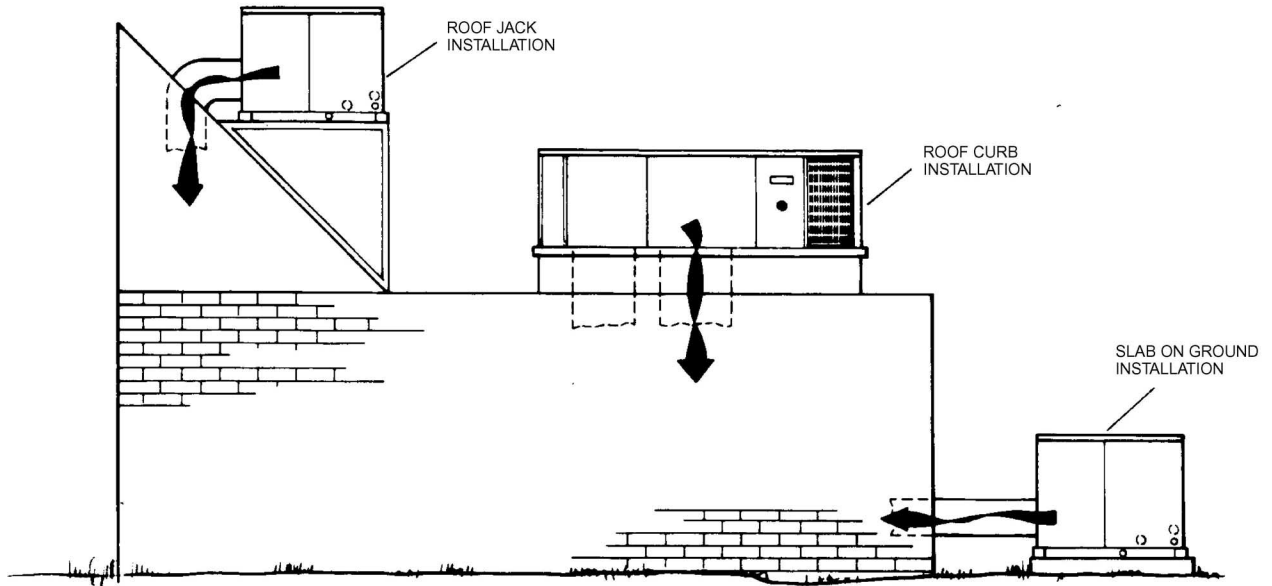 ROOF JACK
INSTALLATION
ROOF CURB
INSTALLATION
SLAB ON GROUND
INSTALLATION